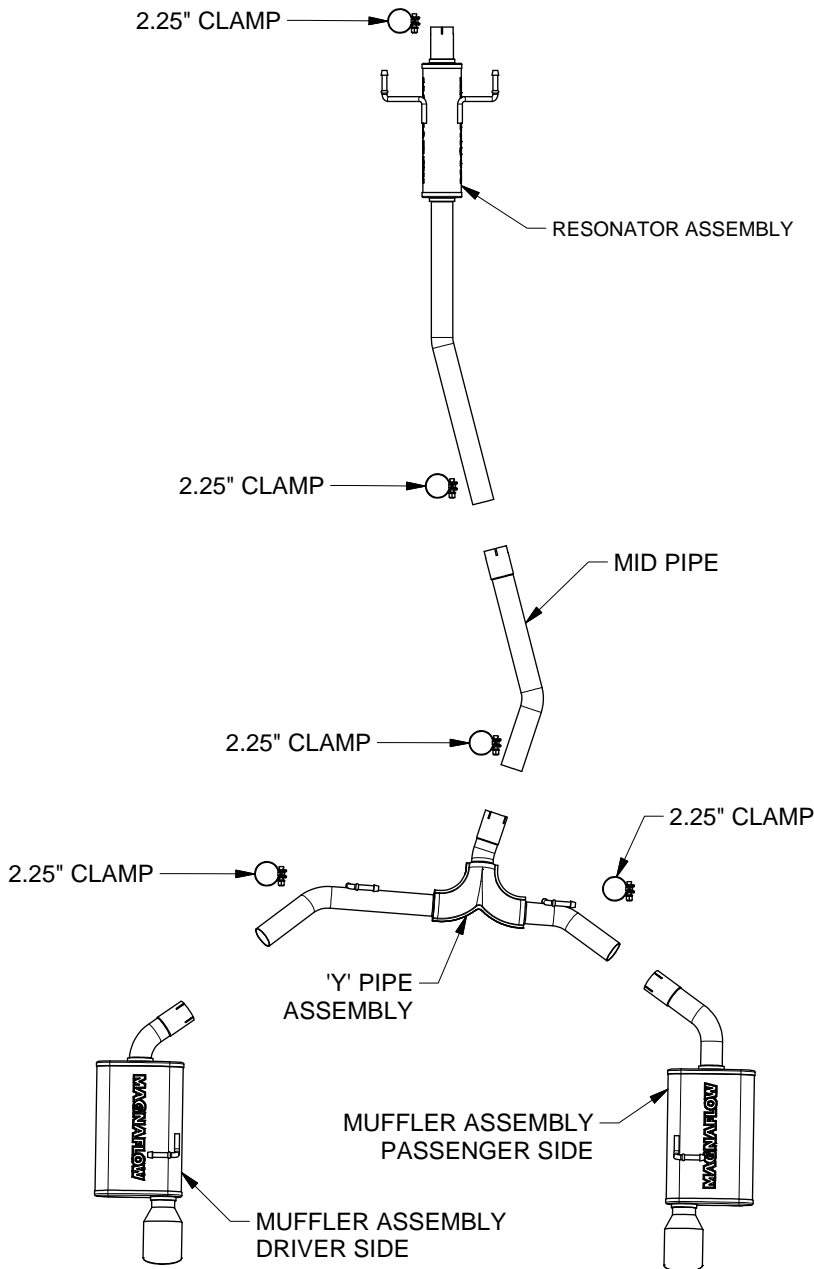 2.25" CLAMP
RESONATOR ASSEMBLY
2.25" CLAMP
MID PIPE
2.25" CLAMP
2.25" CLAMP
2.25" CLAMP
'Y' PIPE
ASSEMBLY
MAGNAFLOW
MUFFLER ASSEMBLY
PASSENGER SIDE
MAGNAFLOW
MUFFLER ASSEMBLY
DRIVER SIDE